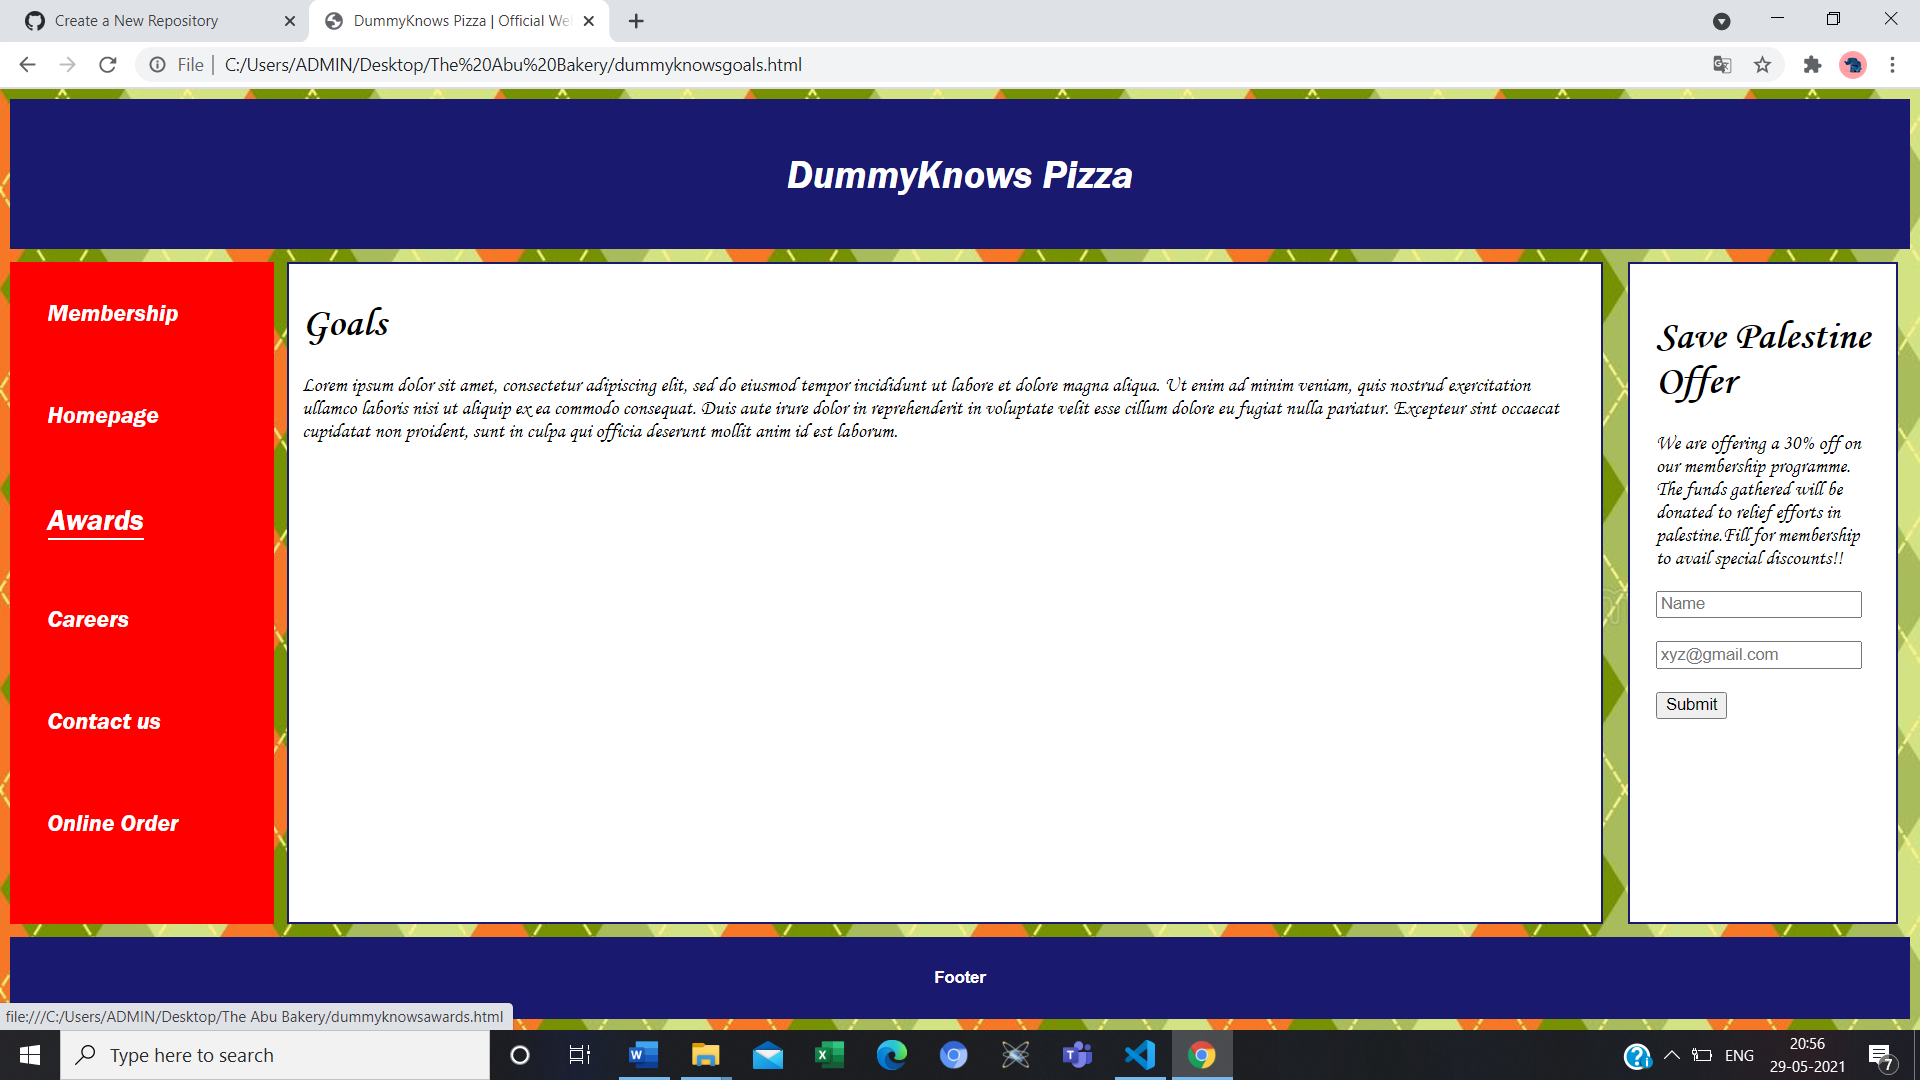 Create a New Repository
DummyKnows Pizza | Official We
File
C:/Users/ADMIN/Desktop/The%20Abu%20Bakery/dummyknowsgoals.html
DummyKnows Pizza
Membership
Homepage
Awards
Careers
Contact us
Online Order
Goals
Lorem ipsum dolor sit amet, consectetur adipiscing elit, sed do eiusmod tempor incididunt ut labore et dolore magna aliqua. Ut enim ad minim veniam, quis nostrud exercitation
ullamco laboris nisi ut aliquip ex ea commodo consequat. Duis aute irure dolor in reprehenderit in voluptate velit esse cillum dolore eu fugiat nulla pariatur. Excepteur sint occaecat
cupidatat non proident, sunt in culpa qui officia deserunt mollit anim id est laborum.
Save Palestine
Offer
We are offering a 30% off on
our membership programme.
The funds gathered will be
donated to relief efforts in
palestine.Fill for membership
to avail special discounts!!
Name
xyz@gmail.com
Submit
Footer
file:///C:/Users/ADMIN/Desktop/The Abu Bakery/dummyknowsawards.html
Type here to search
ENG
20:56
29-05-2021
7